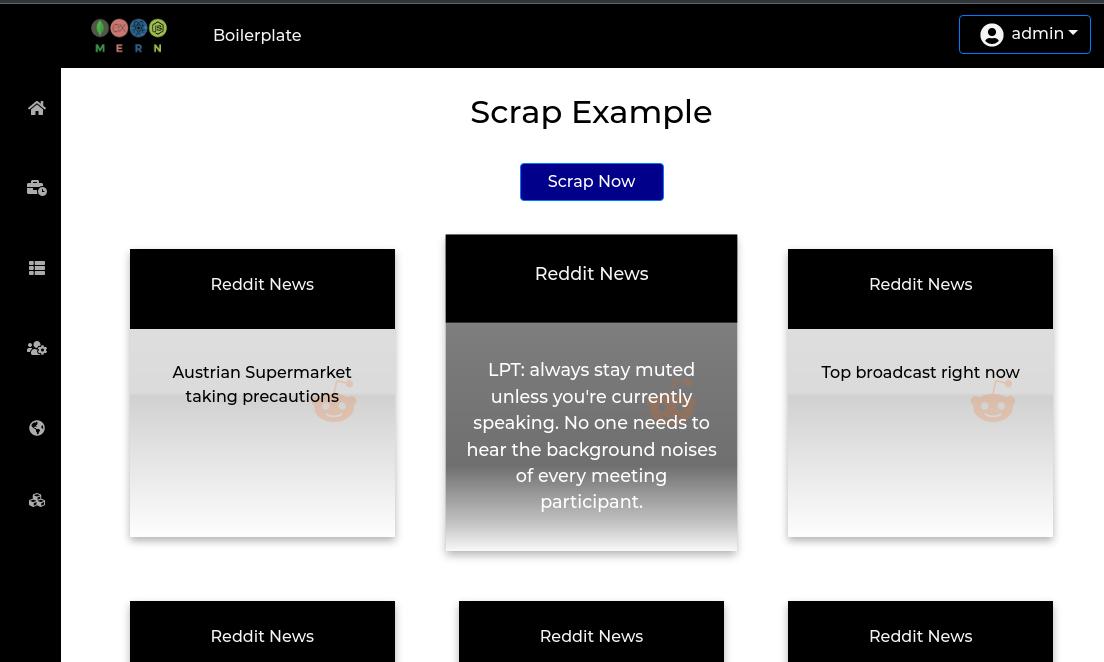 M E R N
Boilerplate
admin
Scrap Example
Scrap Now
Reddit News
Austrian Supermarket
taking precautions
Reddit News
LPT: always stay muted
unless you're currently
speaking. No one needs to
hear the background noises
of every meeting
participant.
Reddit News
Top broadcast right now
Reddit News
Reddit News
Reddit News